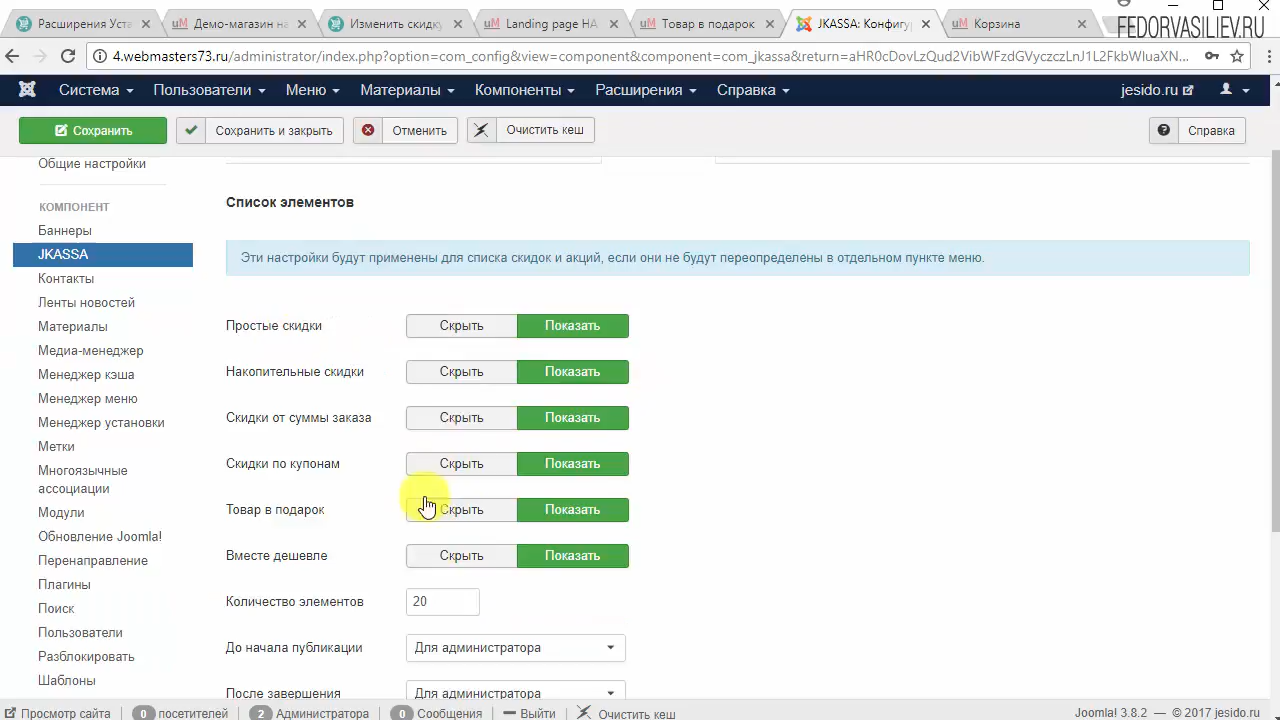 Расширения Уста
Демо-магазин на
Изменить скидку
Landing page HA
Товар в подарок
JKASSA: Конфигур
Корзина
FEDORVASILIEV.RU
4.webmasters73.ru/administrator/index.php?option=com_config&view=component&component=com_jkassa&return=aHR0cDovLzQud2VibWFzdGVyczczLnJ1L2FkbWluaXN...
Система Пользователи Меню Материалы Компоненты Расширения Справка jesido.ru
Сохранить Сохранить и закрыть Отменить Очистить кеш Справка
Общие настройки
КОМПОНЕНТ
Баннеры
JKASSA
Контакты
Ленты новостей
Материалы
Медиа-менеджер
Менеджер кэша
Менеджер меню
Менеджер установки
Метки
Многоязычные
ассоциации
Модули
Обновление Joomla!
Перенаправление
Плагины
Поиск
Пользователи
Разблокировать
Шаблоны
Список элементов
Эти настройки будут применены для списка скидок и акций, если они не будут переопределены в отдельном пункте меню.
Простые скидки Скрыть Показать
Накопительные скидки Скрыть Показать
Скидки от суммы заказа Скрыть Показать
Скидки по купонам Скрыть Показать
Товар в подарок Скрыть Показать
Вместе дешевле Скрыть Показать
Количество элементов 20
До начала публикации Для администратора
После завершения Для администратора
Просмотр сайта 0 посетителей 2 Администратора 0 Сообщения Выйти Очистить кеш Joomla! 3.8.2 — © 2017 jesido.ru